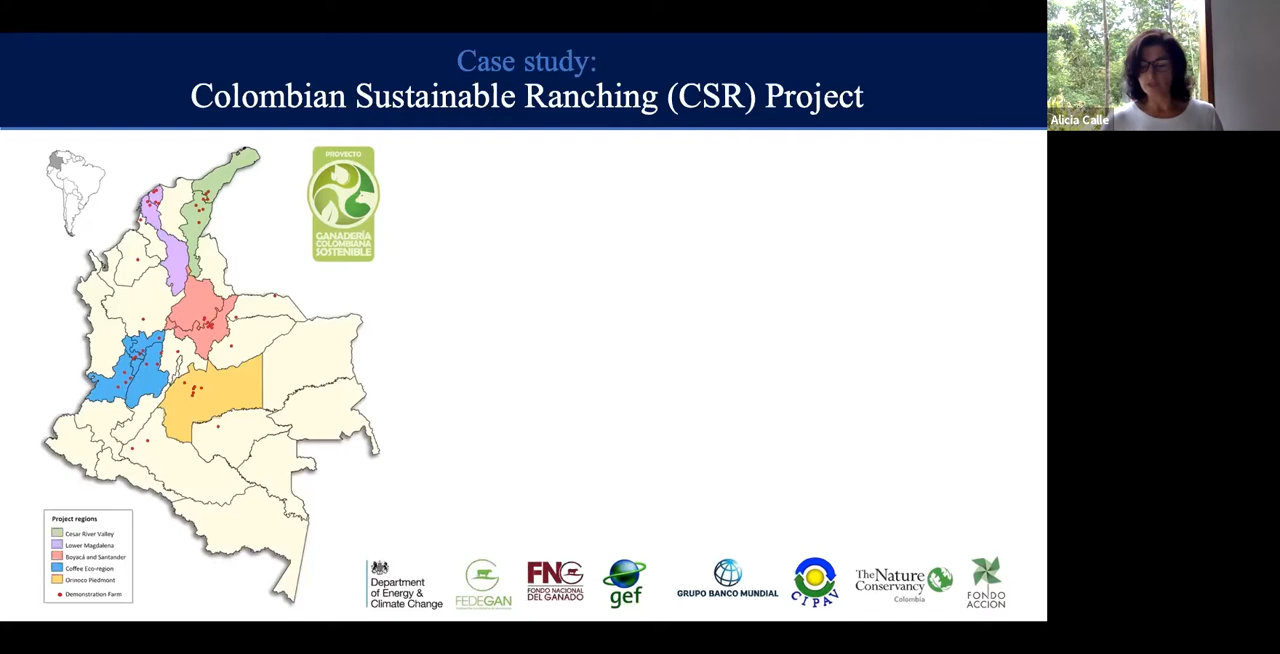 Case study:
Colombian Sustainable Ranching (CSR) Project
Alicia Calle
PROYECTO
GANADERÍA
COLOMBIANA
SOSTENIBLE
Project regions
Cesar River Valley
Lower Magdalena
Boyacá and Santander
Coffee Eco-region
Orinoco Piedmont
Demonstration Farm
Department
of Energy &
Climate Change
FEDEGAN
FNG
FONDO NACIONAL
DEL GANADO
gef
GRUPO BANCO MUNDIAL
CIPAV
The Nature
Conservancy
Colombia
FONDO
ACCION